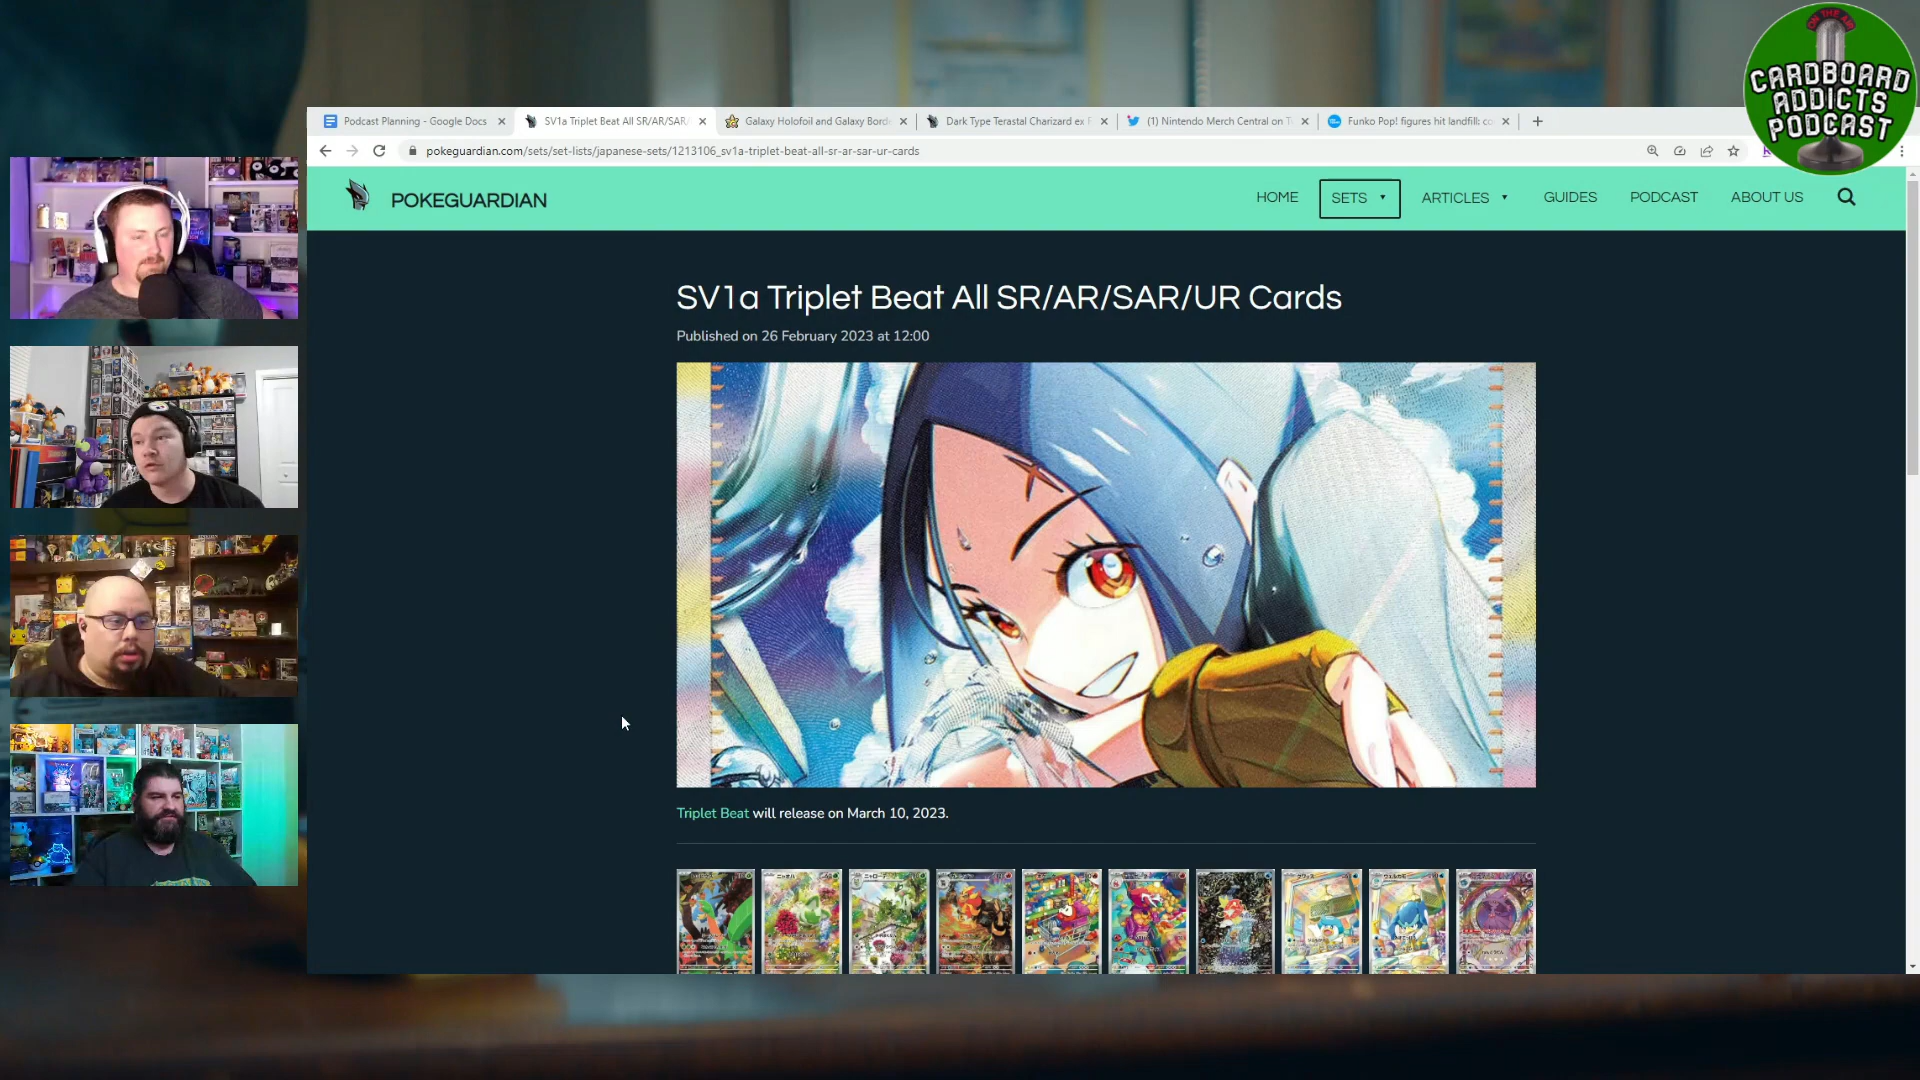 ON THE AIR
CARDBOARD
ADDICTS
PODCAST
Podcast Planning - Google Docs
SV1a Triplet Beat All SR/AR/SAR/
Galaxy Holofoil and Galaxy Bord
Dark Type Terastal Charizard ex
(1) Nintendo Merch Central on T
Funko Pop! figures hit landfill: co
pokeguardian.com/sets/set-lists/japanese-sets/1213106_sv1a-triplet-beat-all-sr-ar-sar-ur-cards
POKEGUARDIAN
HOME
SETS
ARTICLES
GUIDES
PODCAST
ABOUT US
SV1a Triplet Beat All SR/AR/SAR/UR Cards
Published on 26 February 2023 at 12:00
Triplet Beat will release on March 10, 2023.